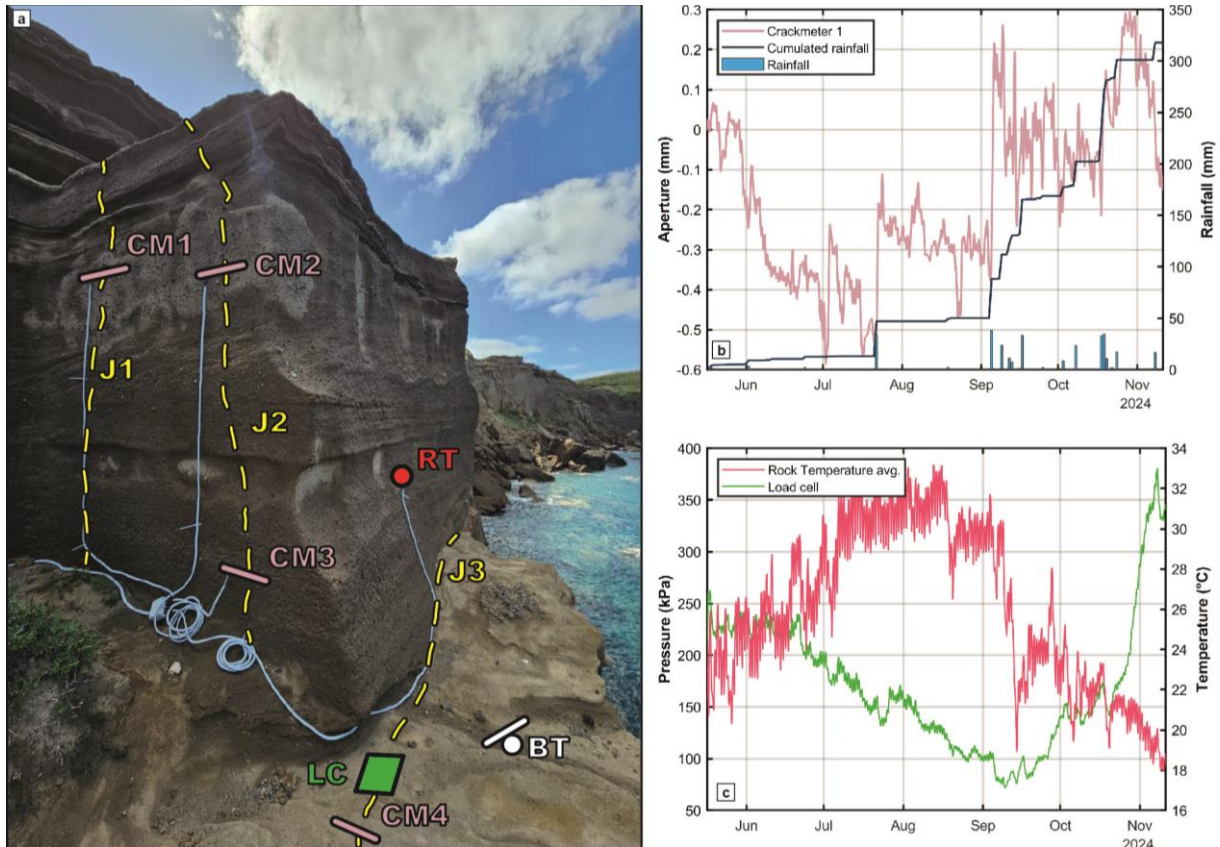 a
CM1
CM2
J1
J2
RT
CM3
J3
BT
LC
CM4
Crackmeter 1
Cumulated rainfall
Rainfall
Aperture (mm)
Rainfall (mm)
0.3
0.2
0.1
0
-0.1
-0.2
-0.3
-0.4
-0.5
-0.6
350
300
250
200
150
100
50
0
b
Jun Jul Aug Sep Oct Nov
2024
Rock Temperature avg.
Load cell
Pressure (kPa)
Temperature (°C)
400
350
300
250
200
150
100
50
34
32
30
28
26
24
22
20
18
16
c
Jun Jul Aug Sep Oct Nov
2024